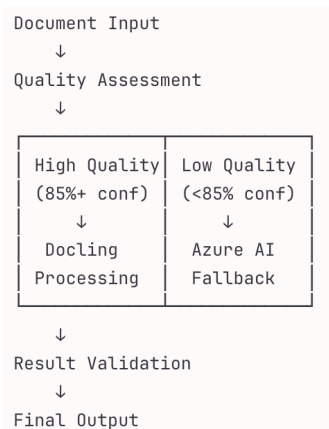 Document Input
↓
Quality Assessment
↓
High Quality Low Quality
(85%+ conf) (<85% conf)
↓ ↓
Docling Azure AI
Processing Fallback
↓
Result Validation
↓
Final Output